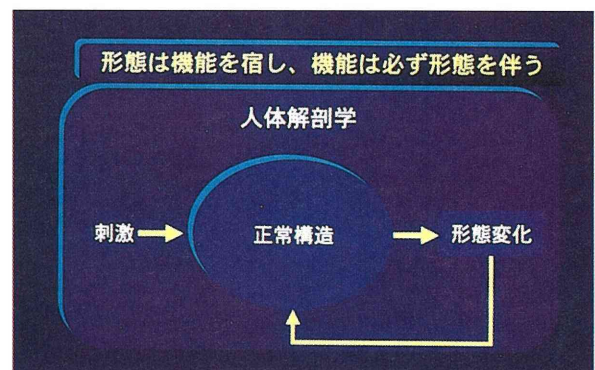 形態は機能を宿し、機能は必ず形態を伴う
人体解剖学
刺激
正常構造
形態変化